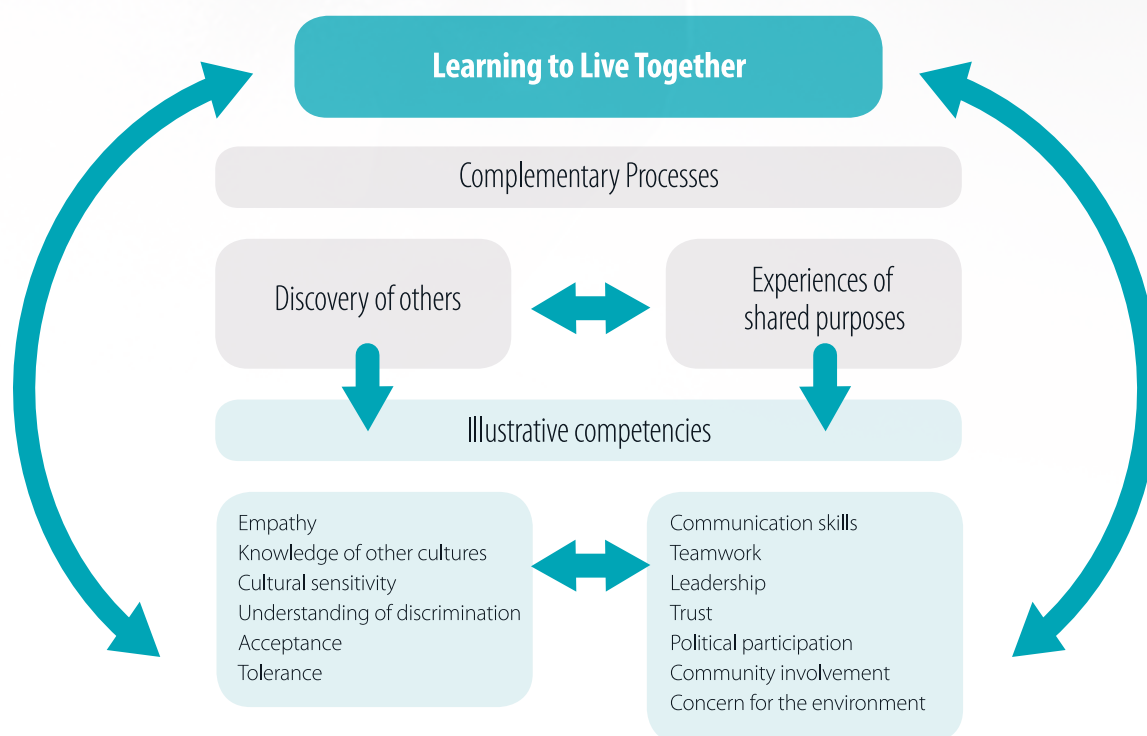 Learning to Live Together
Complementary Processes
Discovery of others
Experiences of
shared purposes
Illustrative competencies
Empathy
Knowledge of other cultures
Cultural sensitivity
Understanding of discrimination
Acceptance
Tolerance
Communication skills
Teamwork
Leadership
Trust
Political participation
Community involvement
Concern for the environment